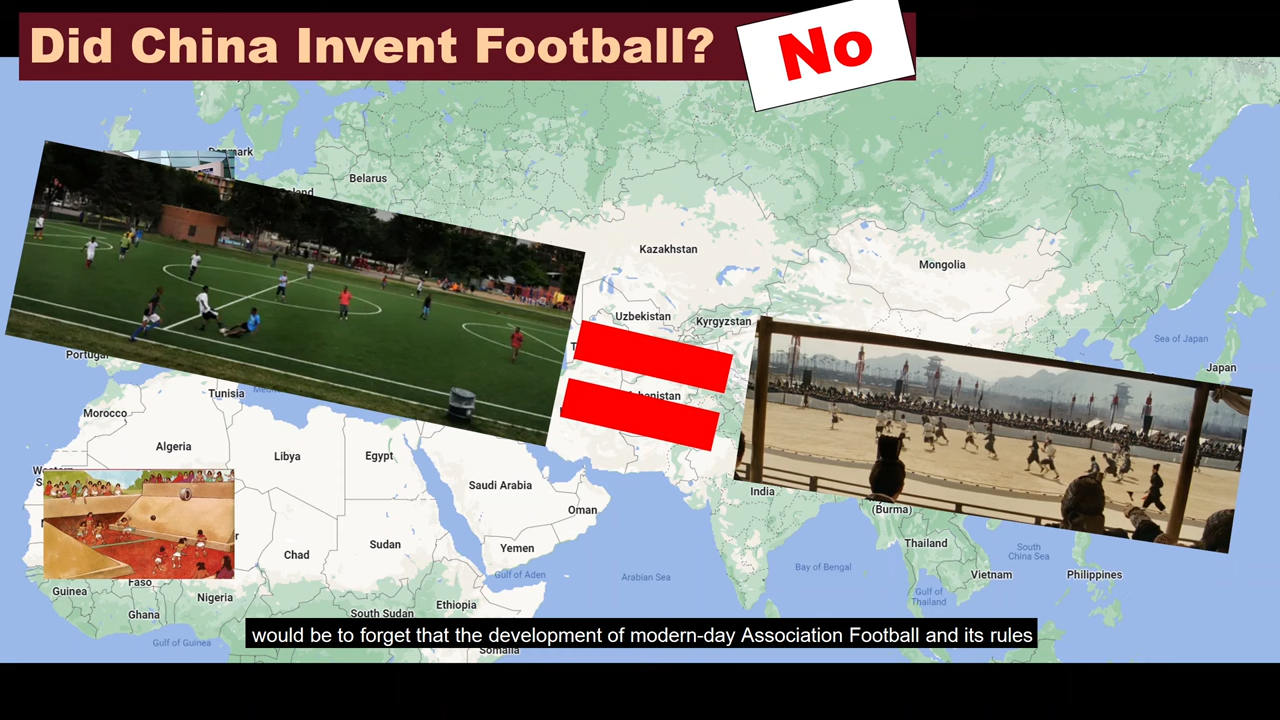 Did China Invent Football?
No
Belarus
Kazakhstan
Mongolia
Uzbekistan
Kyrgyzstan
Sea of Japan
Japan
Portugal
Tunisia
Morocco
Algeria
Libya
Egypt
Saudi Arabia
Oman
India
(Burma)
Chad
Sudan
Yemen
Gulf of Aden
Arabian Sea
Bay of Bengal
Thailand
South
China Sea
Vietnam
Philippines
Gulf of
Thailand
Faso
Guinea
Nigeria
Ghana
Ethiopia
South Sudan
Gulf of Guinea
would be to forget that the development of modern-day Association Football and its rules
Somalia